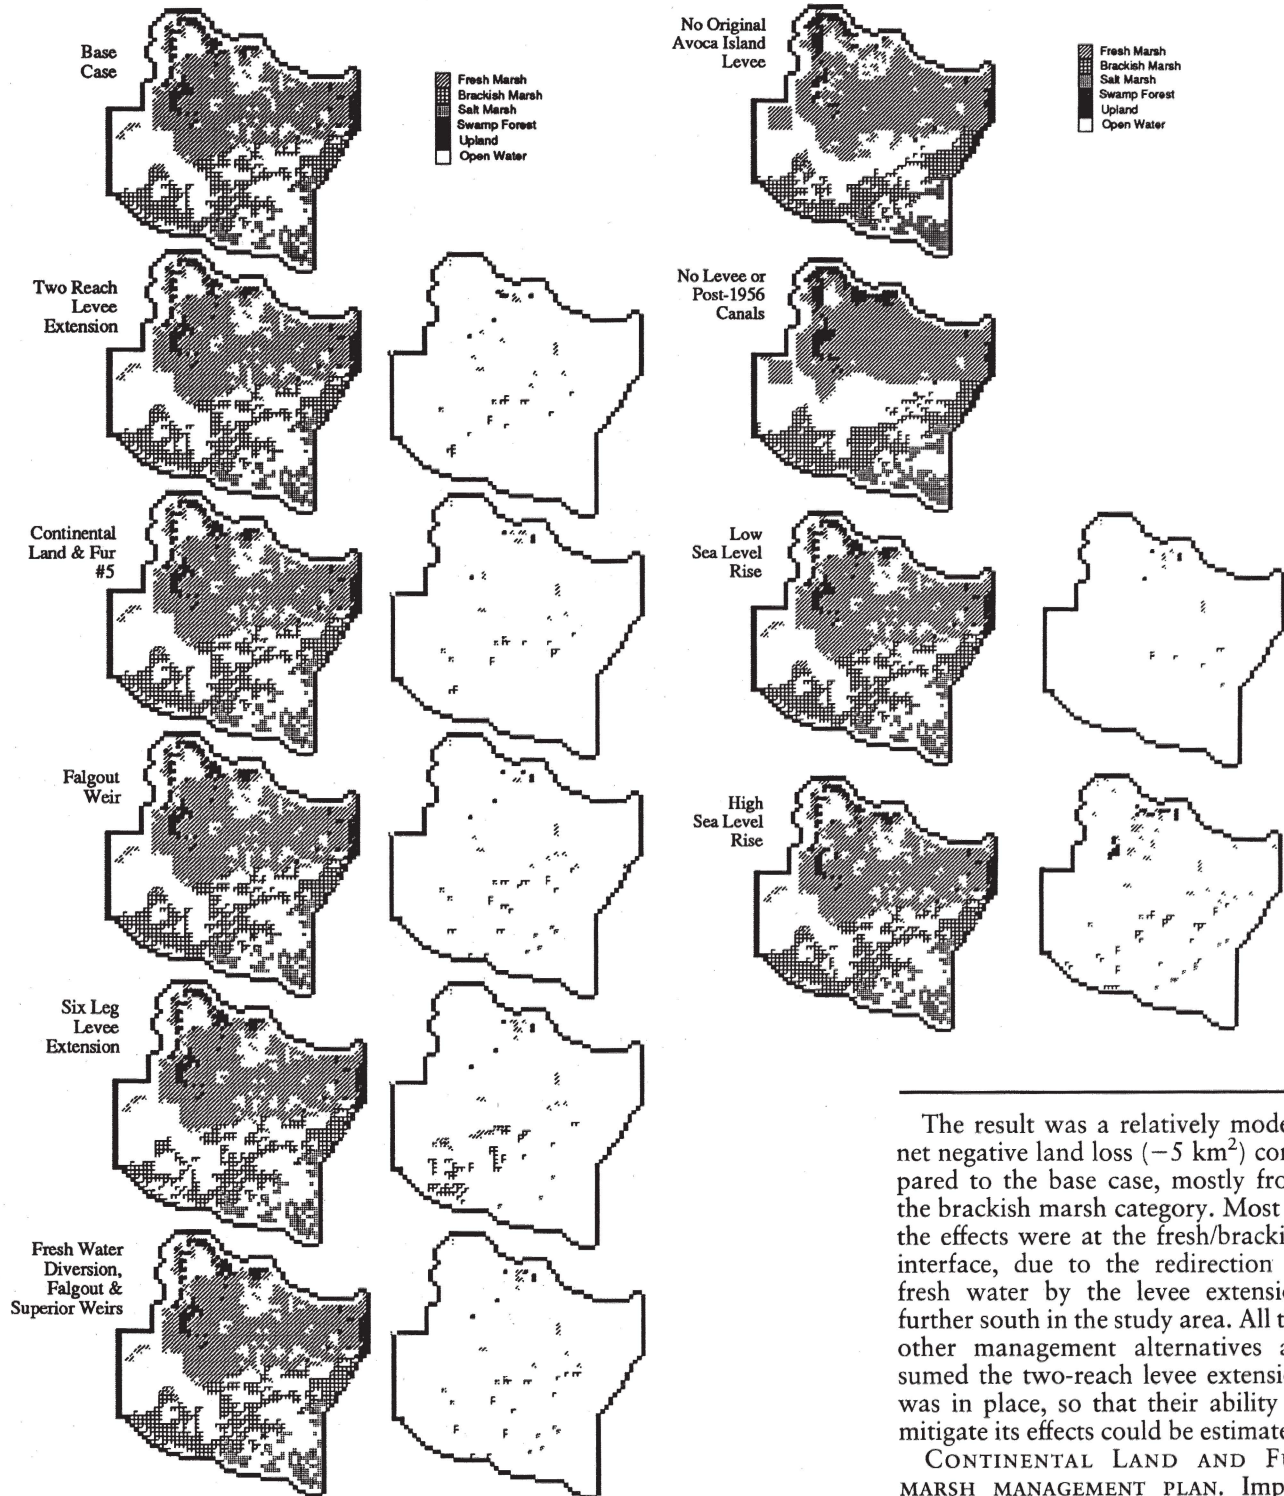 Base
Case
Fresh Marsh
Brackish Marsh
Salt Marsh
Swamp Forest
Upland
Open Water
Two Reach
Levee
Extension
Continental
Land & Fur
#5
Falgout
Weir
Six Leg
Levee
Extension
Fresh Water
Diversion,
Falgout &
Superior Weirs
No Original
Avoca Island
Levee
Fresh Marsh
Brackish Marsh
Salt Marsh
Swamp Forest
Upland
Open Water
No Levee or
Post-1956
Canals
Low
Sea Level
Rise
High
Sea Level
Rise
The result was a relatively mode
net negative land loss (−5 km²)
pared to the base case, mostly fro
the brackish marsh category. Most
the effects were at the fresh/bracki
interface, due to the redirection
fresh water by the levee extensi
further south in the study area. All t
other management alternatives a
sumed the two-reach levee extensi
was in place, so that their ability
mitigate its effects could be estimate
CONTINENTAL LAND AND FU
MARSH MANAGEMENT PLAN. Imp